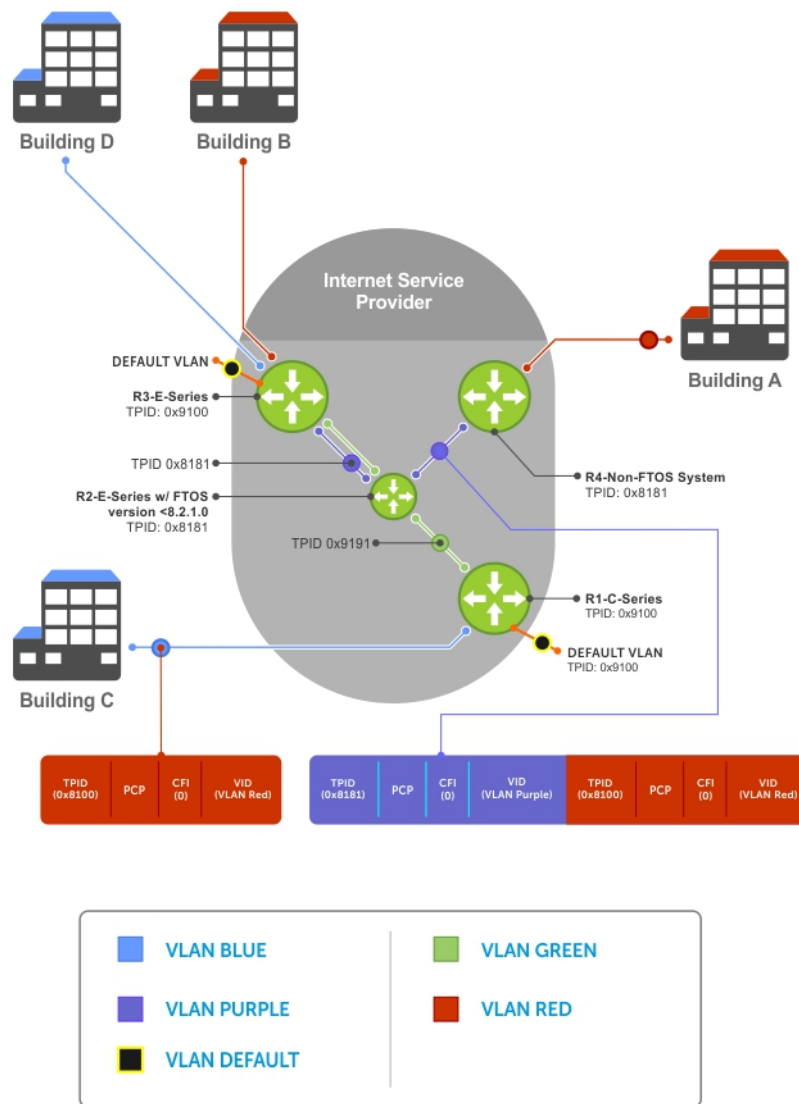 Building D
Building B
Internet Service
Provider
Building A
DEFAULT VLAN
R3-E-Series
TPID: 0x9100
TPID 0x8181
R4-Non-FTOS System
TPID: 0x8181
R2-E-Series w/ FTOS
version <8.2.1.0
TPID: 0x8181
TPID 0x9191
R1-C-Series
TPID: 0x9100
DEFAULT VLAN
TPID: 0x9100
Building C
TPID
(0x8100)
PCP
CFI
(0)
VID
(VLAN Red)
TPID
(0x8181)
PCP
CFI
(0)
VID
(VLAN Purple)
TPID
(0x8100)
PCP
CFI
(0)
VID
(VLAN Red)
VLAN BLUE
VLAN GREEN
VLAN PURPLE
VLAN RED
VLAN DEFAULT